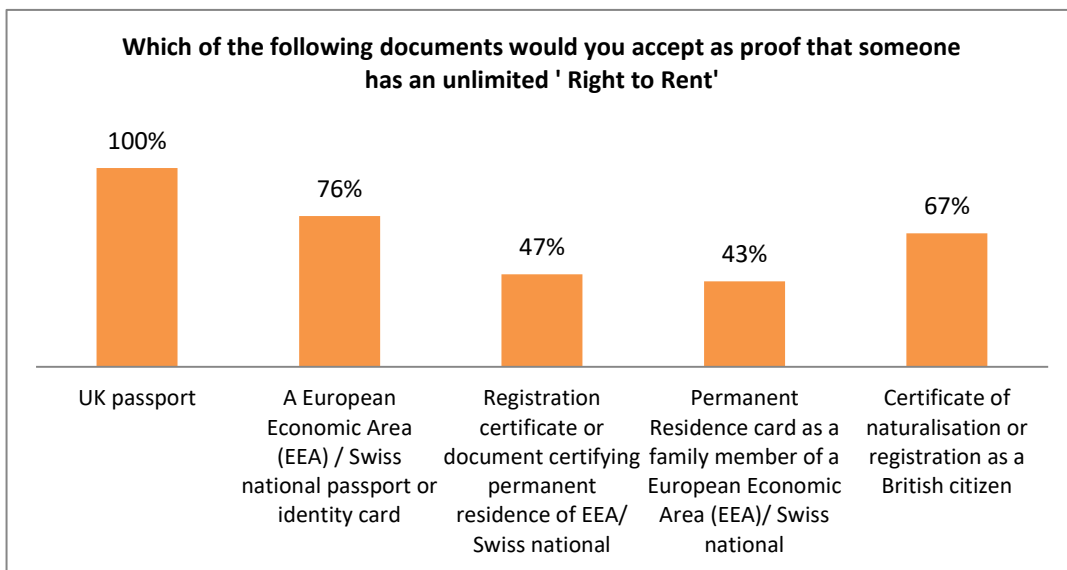 Which of the following documents would you accept as proof that someone
has an unlimited ' Right to Rent'
100%
76%
47%
43%
67%
UK passport
A European
Economic Area
(EEA) / Swiss
national passport or
identity card
Registration
certificate or
document certifying
permanent
residence of EEA/
Swiss national
Permanent
Residence card as a
family member of a
European Economic
Area (EEA)/ Swiss
national
Certificate of
naturalisation or
registration as a
British citizen